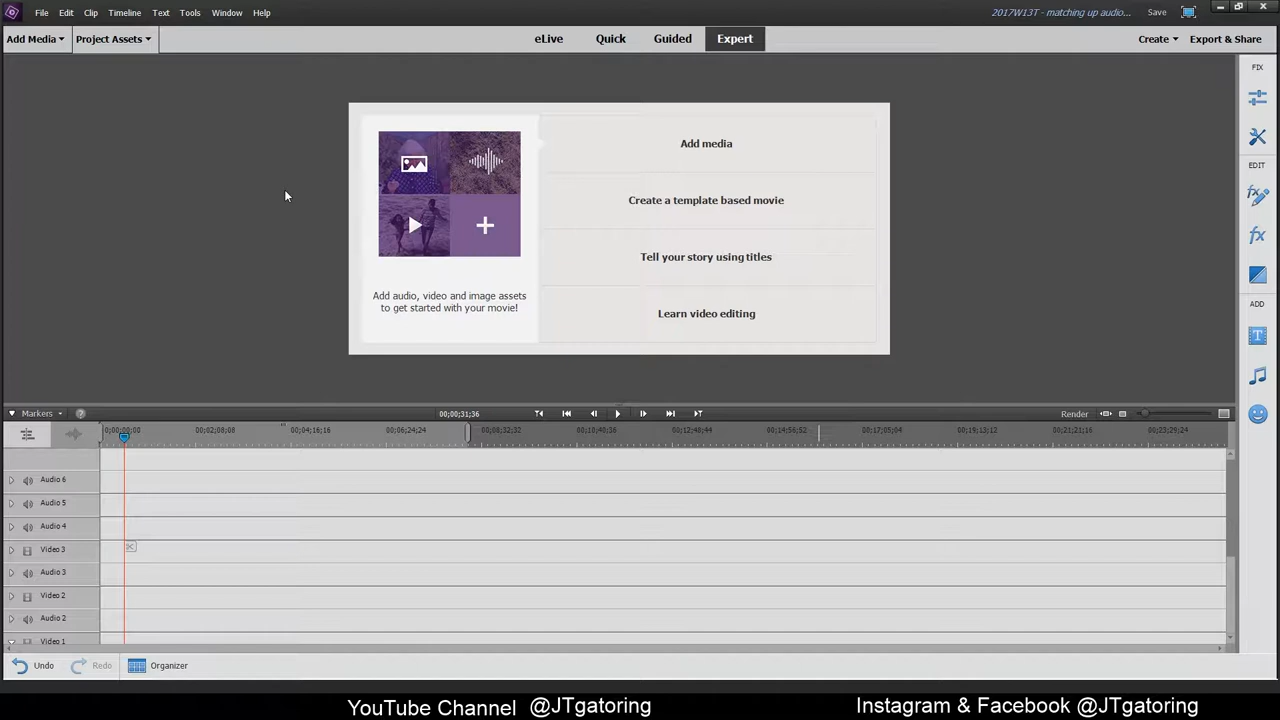 File Edit Clip Timeline Text Tools Window Help
2017W13T - matching up audio... Save
Add Media Project Assets
eLive Quick Guided Expert
Create Export & Share
FIX
EDIT
ADD
Add media
Create a template based movie
Tell your story using titles
Learn video editing
Add audio, video and image assets
to get started with your movie!
Markers
00;00;31;36
Render
0;00;00;00 00;02;08;08 00;04;16;16 00;06;24;24 00;08;32;32 00;10;40;36 00;12;48;44 00;14;56;52 00;17;05;04 00;19;13;12 00;21;21;16 00;23;29;24
Audio 6
Audio 5
Audio 4
Video 3
Audio 3
Video 2
Audio 2
Video 1
Undo Redo Organizer
YouTube Channel @JTgatoring
Instagram & Facebook @JTgatoring